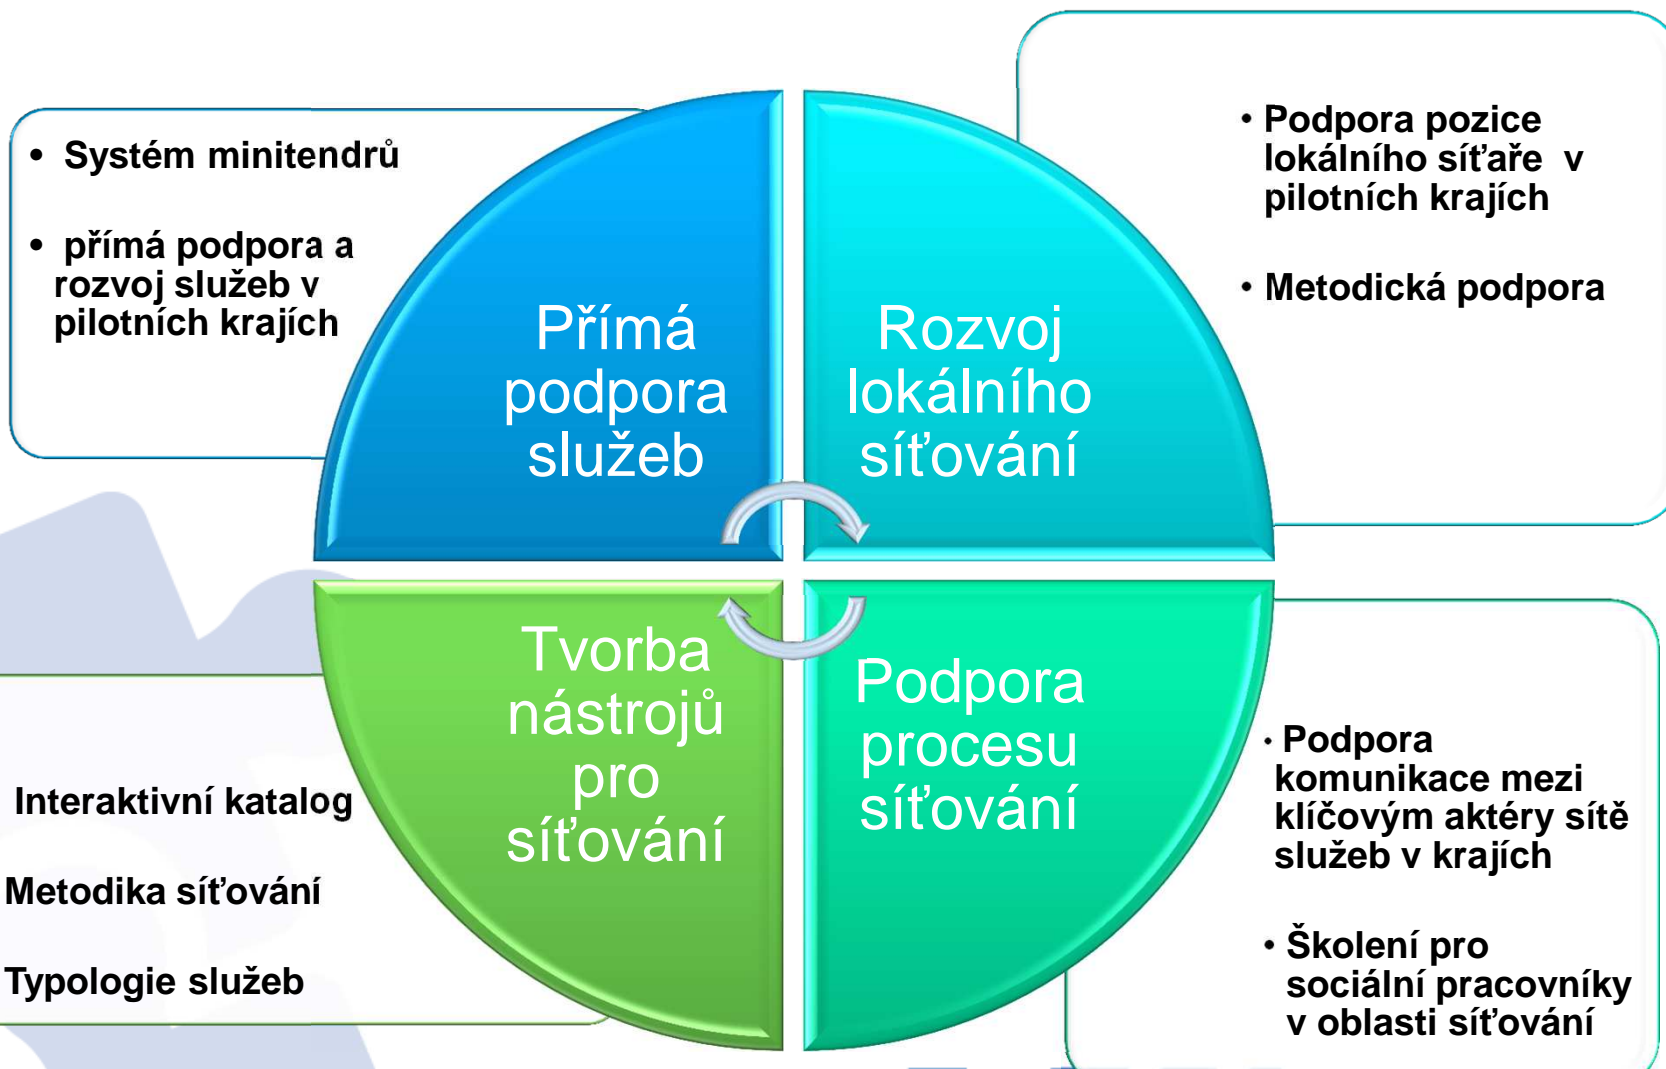 • Systém minitendrů
• přímá podpora a
rozvoj služeb v
pilotních krajích
Přímá
podpora
služeb
Rozvoj
lokálního
síťování
• Podpora pozice
lokálního síťaře v
pilotních krajích
• Metodická podpora
Tvorba
nástrojů
pro
síťování
Interaktivní katalog
Metodika síťování
Typologie služeb
Podpora
procesu
síťování
• Podpora
komunikace mezi
klíčovým aktéry sítě
služeb v krajích
• Školení pro
sociální pracovníky
v oblasti síťování